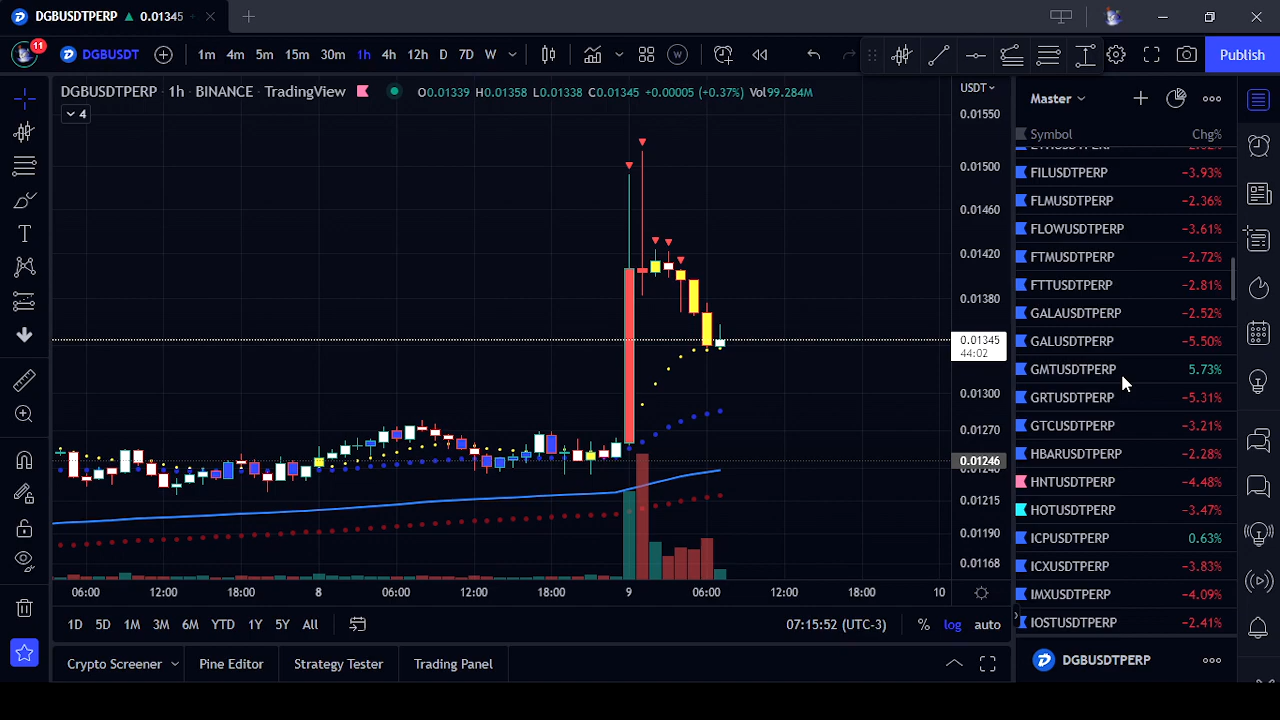 DGBUSDTPERP ▲ 0.01345
11 DGBUSDT 1m 4m 5m 15m 30m 1h 4h 12h D 7D W Publish
DGBUSDTPERP · 1h · BINANCE · TradingView O0.01339 H0.01358 L0.01338 C0.01345 +0.00005 (+0.37%) Vol99.284M
4
USDT
0.01550
0.01500
0.01460
0.01420
0.01380
0.01345
44:02
0.01300
0.01270
0.01246
0.01240
0.01215
0.01190
0.01168
06:00 12:00 18:00 8 06:00 12:00 18:00 9 06:00 12:00 18:00 10
1D 5D 1M 3M 6M YTD 1Y 5Y All 07:15:52 (UTC-3) % log auto
Crypto Screener Pine Editor Strategy Tester Trading Panel
Master
Symbol Chg%
FILUSDTPERP −3.93%
FLMUSDTPERP −2.36%
FLOWUSDTPERP −3.61%
FTMUSDTPERP −2.72%
FTTUSDTPERP −2.81%
GALAUSDTPERP −2.52%
GALUSDTPERP −5.50%
GMTUSDTPERP 5.73%
GRTUSDTPERP −5.31%
GTCUSDTPERP −3.21%
HBARUSDTPERP −2.28%
HNTUSDTPERP −4.48%
HOTUSDTPERP −3.47%
ICPUSDTPERP 0.63%
ICXUSDTPERP −3.83%
IMXUSDTPERP −4.09%
IOSTUSDTPERP −2.41%
DGBUSDTPERP